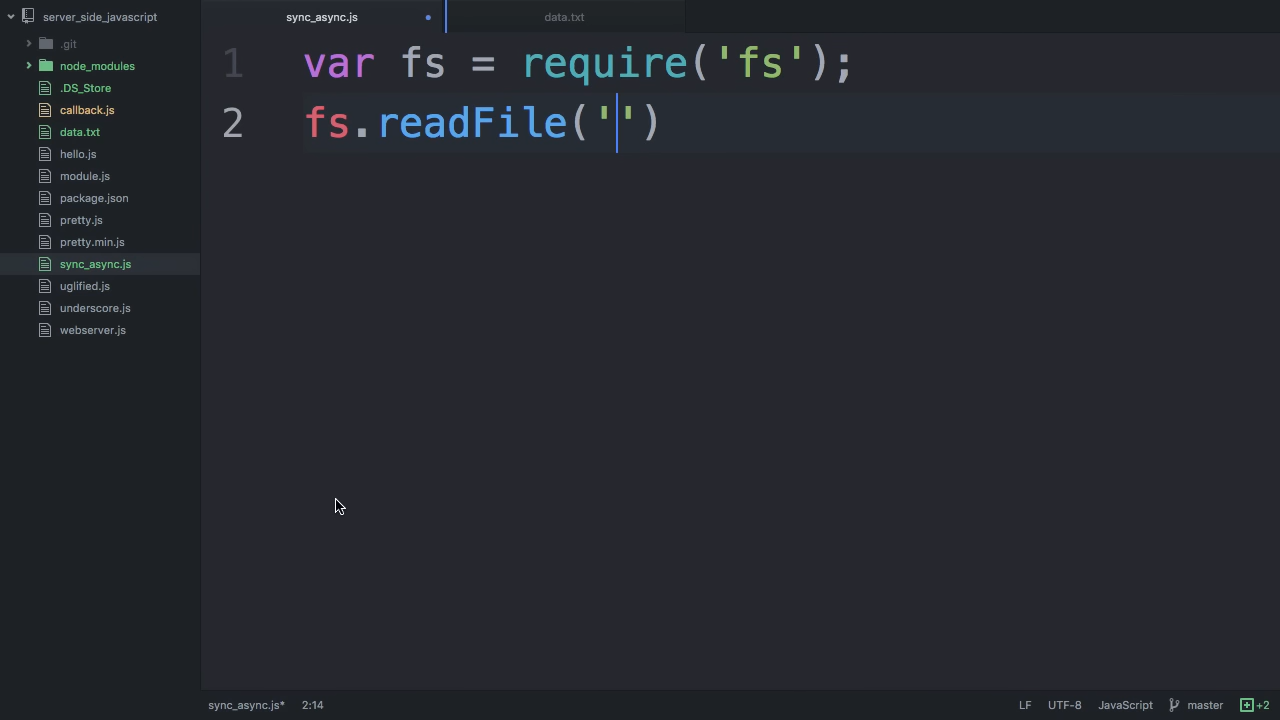 server_side_javascript
.git
node_modules
.DS_Store
callback.js
data.txt
hello.js
module.js
package.json
pretty.js
pretty.min.js
sync_async.js
uglified.js
underscore.js
webserver.js
sync_async.js
data.txt
1 var fs = require('fs');
2 fs.readFile('')
sync_async.js* 2:14
LF UTF-8 JavaScript master +2